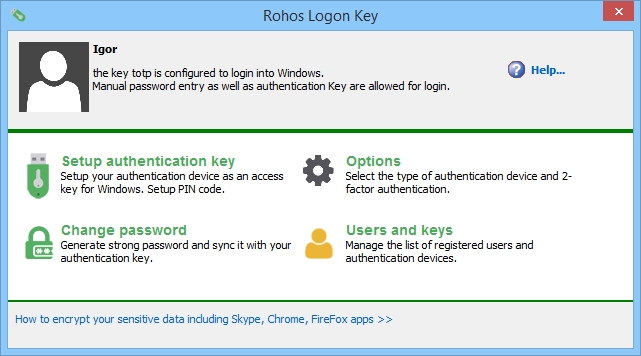 Rohos Logon Key
Igor
the key totp is configured to login into Windows.
Manual password entry as well as authentication Key are allowed for login.
Help...
Setup authentication key
Setup your authentication device as an access
key for Windows. Setup PIN code.
Options
Select the type of authentication device and 2-
factor authentication.
Change password
Generate strong password and sync it with your
authentication key.
Users and keys
Manage the list of registered users and
authentication devices.
How to encrypt your sensitive data including Skype, Chrome, FireFox apps >>